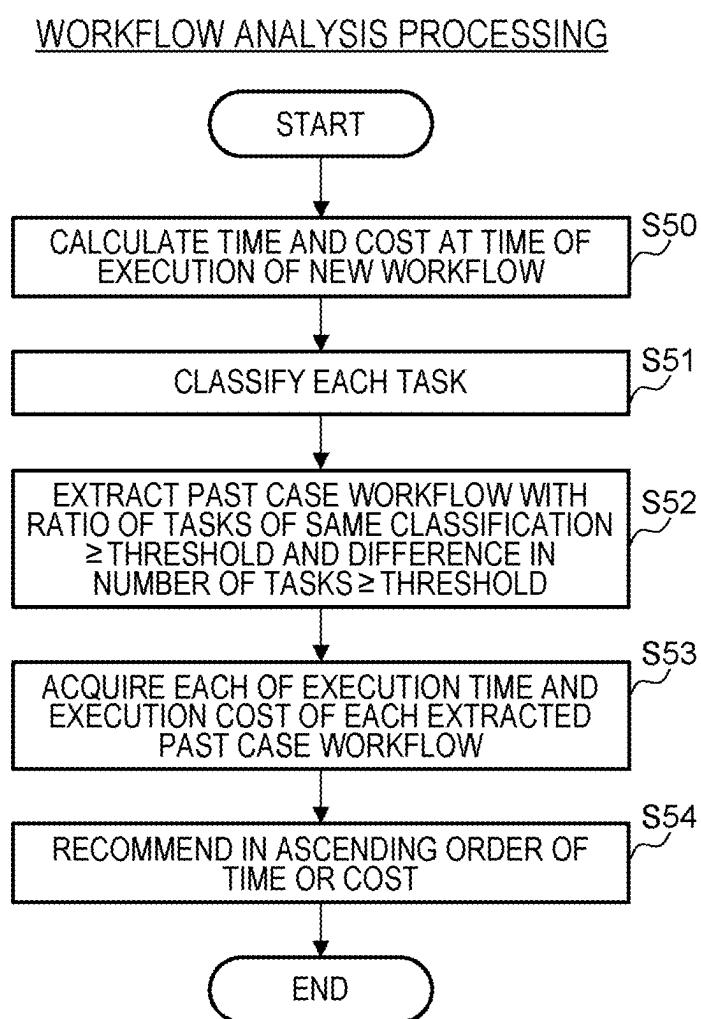 WORKFLOW ANALYSIS PROCESSING
START
S50
CALCULATE TIME AND COST AT TIME OF
EXECUTION OF NEW WORKFLOW
S51
CLASSIFY EACH TASK
S52
EXTRACT PAST CASE WORKFLOW WITH
RATIO OF TASKS OF SAME CLASSIFICATION
≥THRESHOLD AND DIFFERENCE IN
NUMBER OF TASKS≥THRESHOLD
S53
ACQUIRE EACH OF EXECUTION TIME AND
EXECUTION COST OF EACH EXTRACTED
PAST CASE WORKFLOW
S54
RECOMMEND IN ASCENDING ORDER OF
TIME OR COST
END